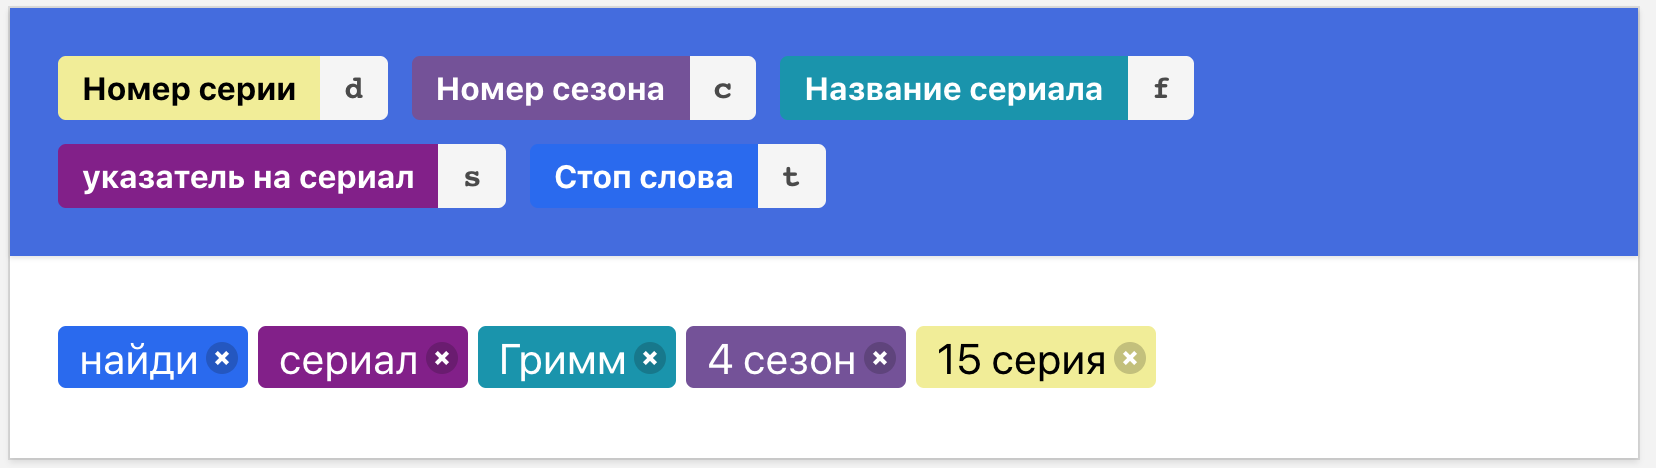 Номер серии d Номер сезона c Название сериала f
указатель на сериал s Стоп слова t
найди × сериал × Гримм × 4 сезон × 15 серия ×